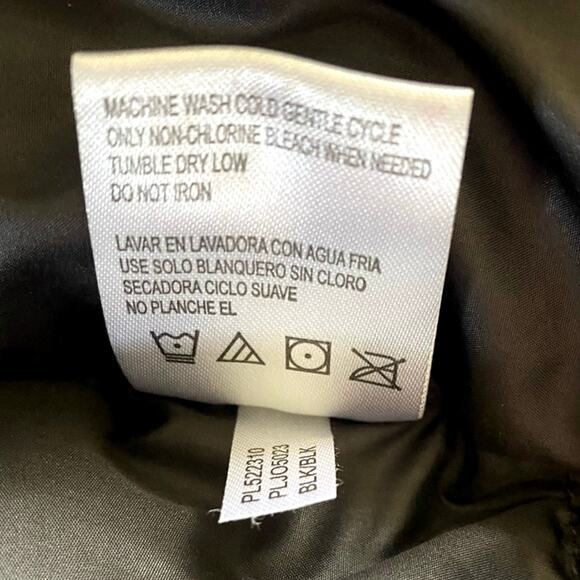 MACHINE WASH COLD GENTLE CYCLE
ONLY NON-CHLORINE BLEACH WHEN NEEDED
TUMBLE DRY LOW
DO NOT IRON
LAVAR EN LAVADORA CON AGUA FRIA
USE SOLO BLANQUERO SIN CLORO
SECADORA CICLO SUAVE
NO PLANCHE EL
PL522310
PLJO5023
BLK/BLK